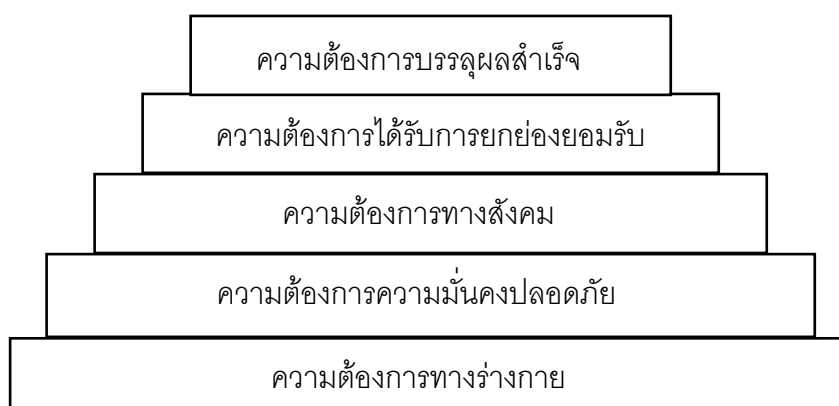 ความต้องการบรรลุผลสำเร็จ
ความต้องการได้รับการยกย่องยอมรับ
ความต้องการทางสังคม
ความต้องการความมั่นคงปลอดภัย
ความต้องการทางร่างกาย